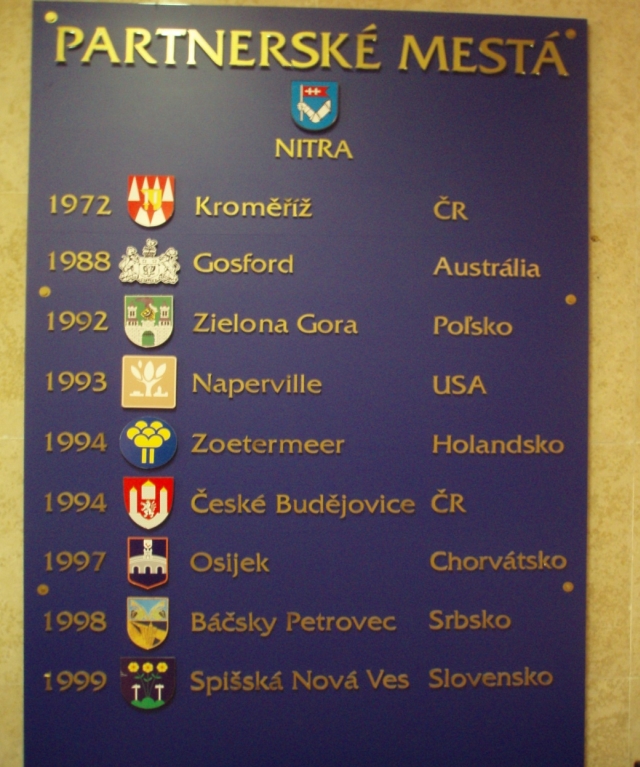 PARTNERSKÉ MESTÁ
NITRA
1972 Kroměříž ČR
1988 Gosford Austrália
1992 Zielona Gora Poľsko
1993 Naperville USA
1994 Zoetermeer Holandsko
1994 České Budějovice ČR
1997 Osijek Chorvátsko
1998 Báčsky Petrovec Srbsko
1999 Spišská Nová Ves Slovensko